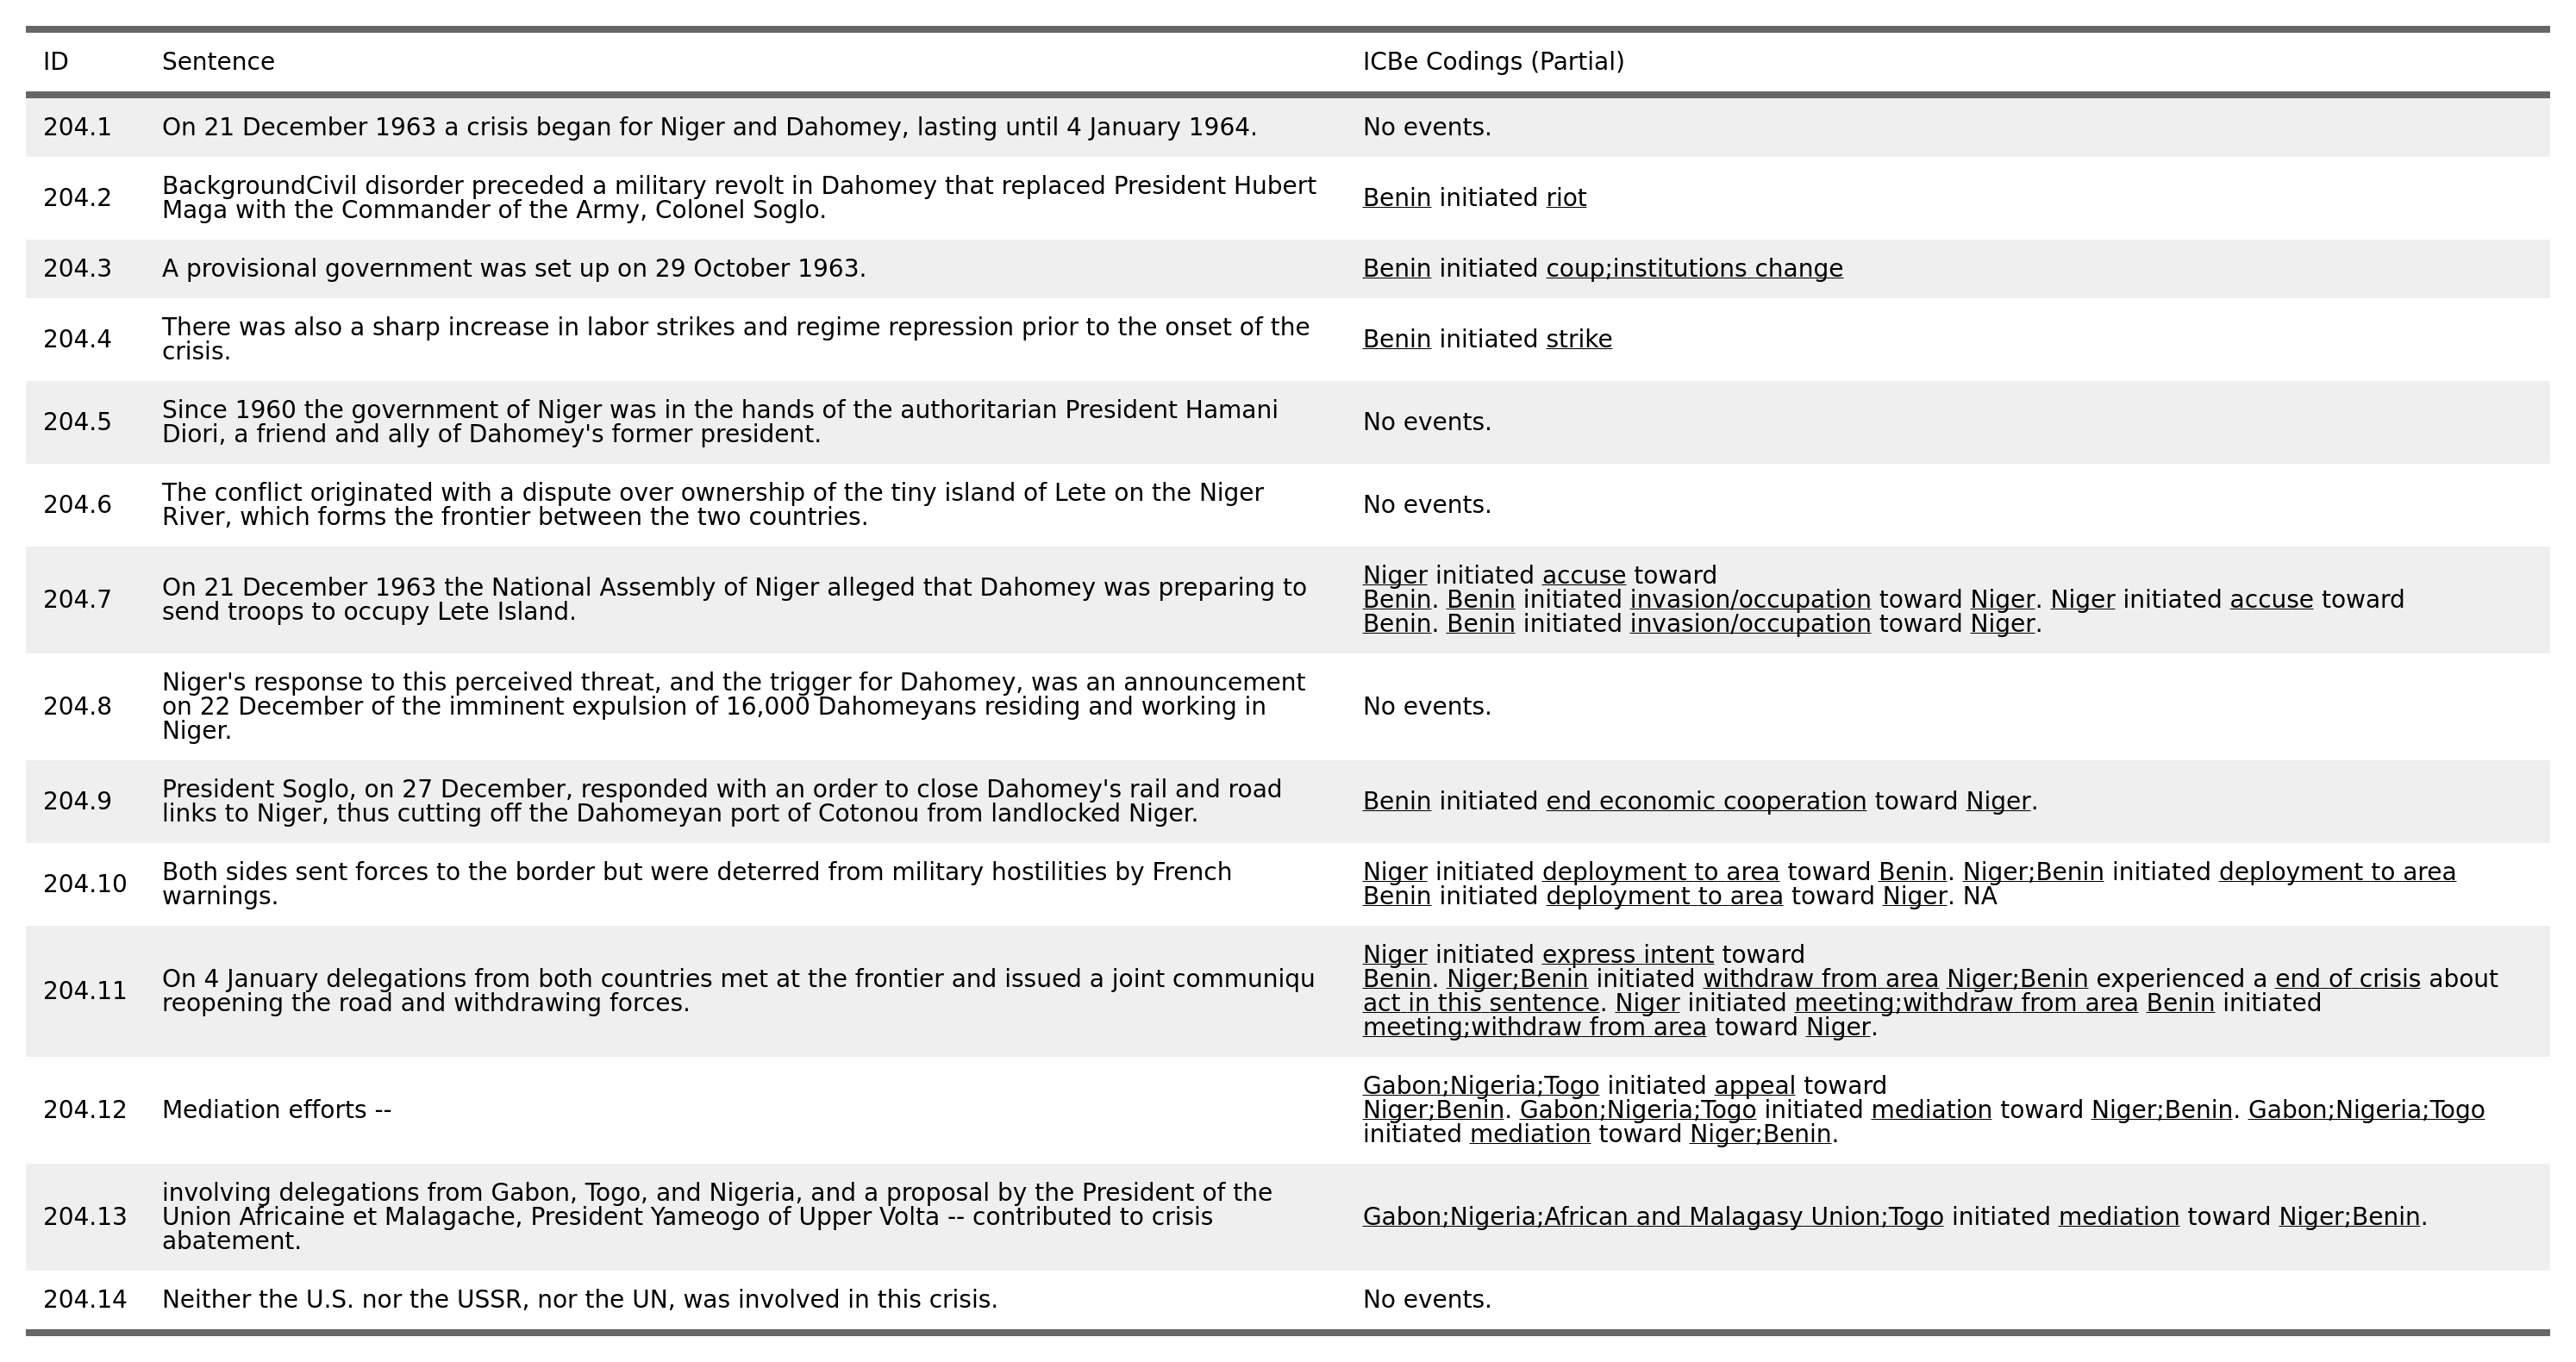 ID Sentence ICBe Codings (Partial)
204.1 On 21 December 1963 a crisis began for Niger and Dahomey, lasting until 4 January 1964. No events.
204.2 BackgroundCivil disorder preceded a military revolt in Dahomey that replaced President Hubert
Maga with the Commander of the Army, Colonel Soglo.
Benin initiated riot
204.3 A provisional government was set up on 29 October 1963. Benin initiated coup;institutions change
204.4 There was also a sharp increase in labor strikes and regime repression prior to the onset of the
crisis.
Benin initiated strike
204.5 Since 1960 the government of Niger was in the hands of the authoritarian President Hamani
Diori, a friend and ally of Dahomey's former president.
No events.
204.6 The conflict originated with a dispute over ownership of the tiny island of Lete on the Niger
River, which forms the frontier between the two countries.
No events.
204.7 On 21 December 1963 the National Assembly of Niger alleged that Dahomey was preparing to
send troops to occupy Lete Island.
Niger initiated accuse toward
Benin. Benin initiated invasion/occupation toward Niger. Niger initiated accuse toward
Benin. Benin initiated invasion/occupation toward Niger.
204.8 Niger's response to this perceived threat, and the trigger for Dahomey, was an announcement
on 22 December of the imminent expulsion of 16,000 Dahomeyans residing and working in
Niger.
No events.
204.9 President Soglo, on 27 December, responded with an order to close Dahomey's rail and road
links to Niger, thus cutting off the Dahomeyan port of Cotonou from landlocked Niger.
Benin initiated end economic cooperation toward Niger.
204.10 Both sides sent forces to the border but were deterred from military hostilities by French
warnings.
Niger initiated deployment to area toward Benin. Niger;Benin initiated deployment to area
Benin initiated deployment to area toward Niger. NA
204.11 On 4 January delegations from both countries met at the frontier and issued a joint communiqu
reopening the road and withdrawing forces.
Niger initiated express intent toward
Benin. Niger;Benin initiated withdraw from area Niger;Benin experienced a end of crisis about
act in this sentence. Niger initiated meeting;withdraw from area Benin initiated
meeting;withdraw from area toward Niger.
204.12 Mediation efforts --
Gabon;Nigeria;Togo initiated appeal toward
Niger;Benin. Gabon;Nigeria;Togo initiated mediation toward Niger;Benin. Gabon;Nigeria;Togo
initiated mediation toward Niger;Benin.
204.13 involving delegations from Gabon, Togo, and Nigeria, and a proposal by the President of the
Union Africaine et Malagache, President Yameogo of Upper Volta -- contributed to crisis
abatement.
Gabon;Nigeria;African and Malagasy Union;Togo initiated mediation toward Niger;Benin.
204.14 Neither the U.S. nor the USSR, nor the UN, was involved in this crisis. No events.